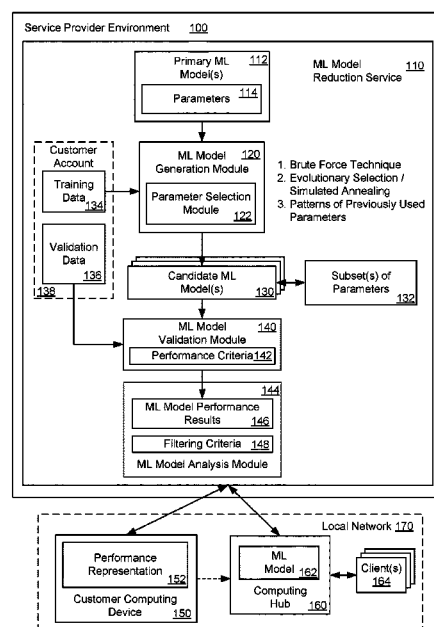 Service Provider Environment 100
ML Model
Reduction Service 110
Primary ML 112
Model(s)
Parameters
114
Customer
Account
Training
Data
134
Validation
Data
136
138
ML Model 120
Generation Module
Parameter Selection
Module
122
1. Brute Force Technique
2. Evolutionary Selection /
Simulated Annealing
3. Patterns of Previously Used
Parameters
Candidate ML
Model(s)
130
Subset(s) of
Parameters
132
ML Model 140
Validation Module
Performance Criteria
142
144
ML Model Performance
Results
146
Filtering Criteria 148
ML Model Analysis Module
Local Network 170
Performance
Representation
152
Customer Computing
Device
150
ML
Model
162
Computing
Hub
160
Client(s)
164